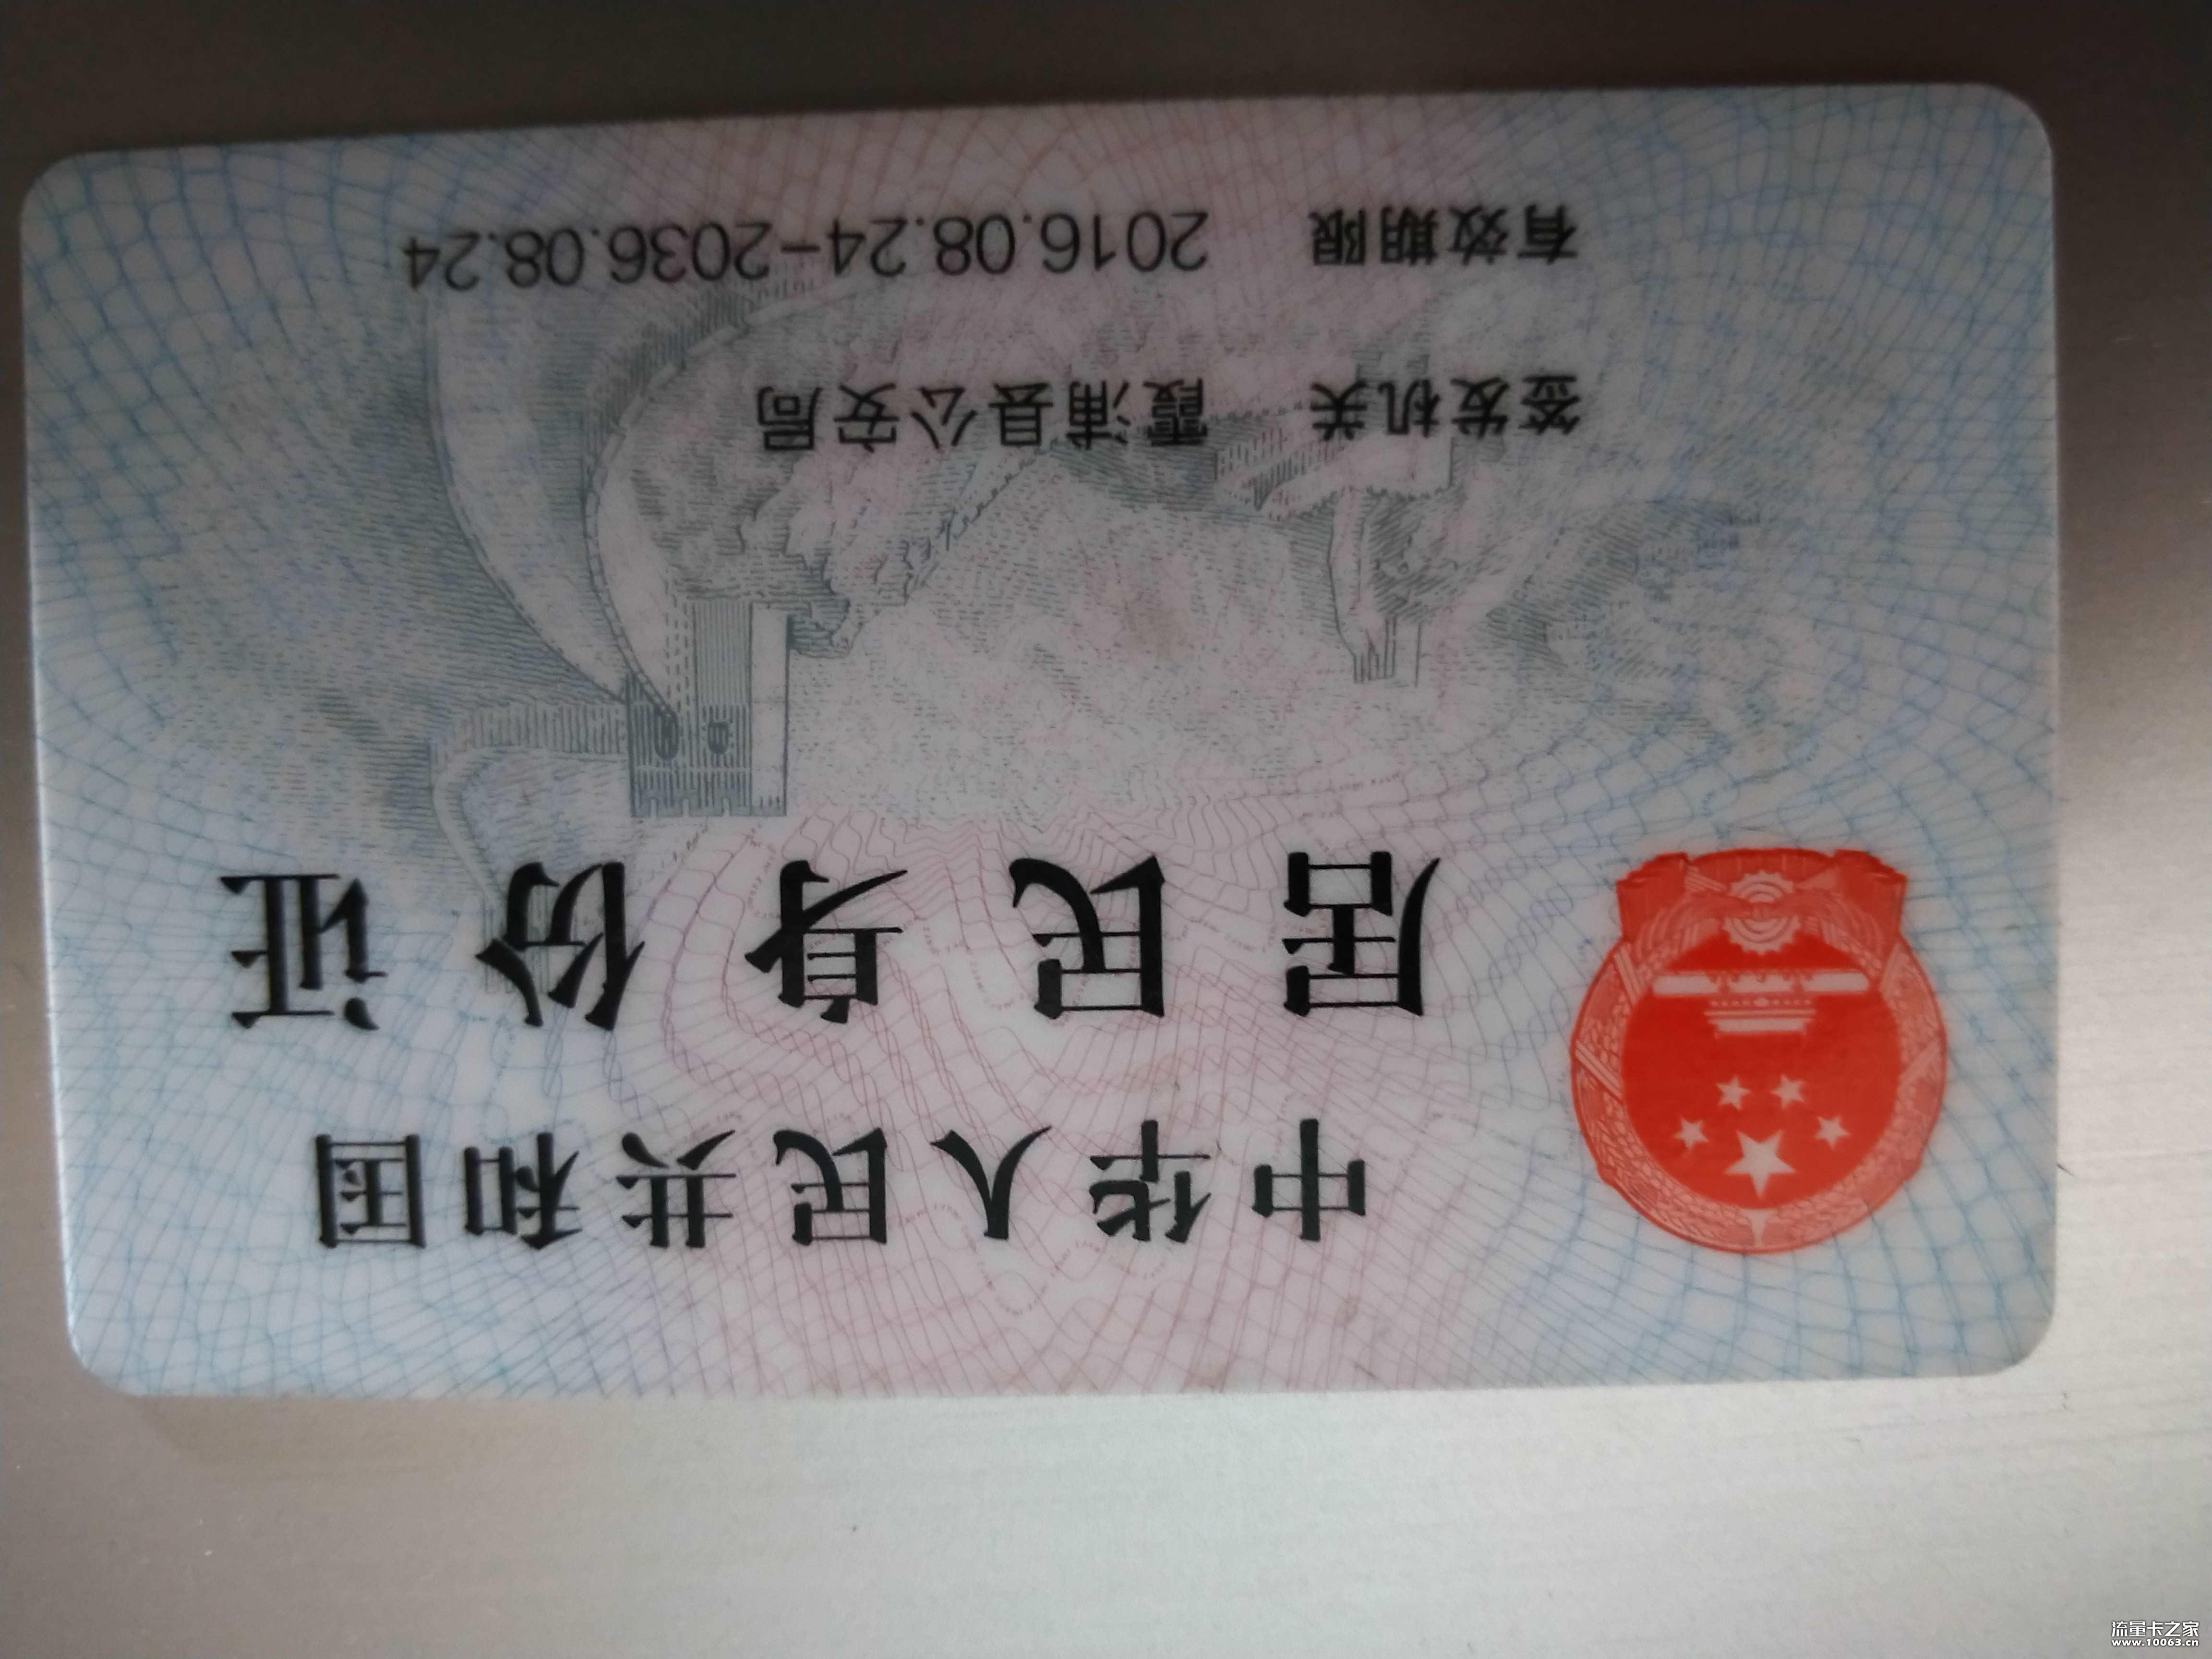 中华人民共和国
居民身份证
签发机关 霞浦县公安局
有效期限 2016.08.24-2036.08.24
流量卡之家
www.10063.cn